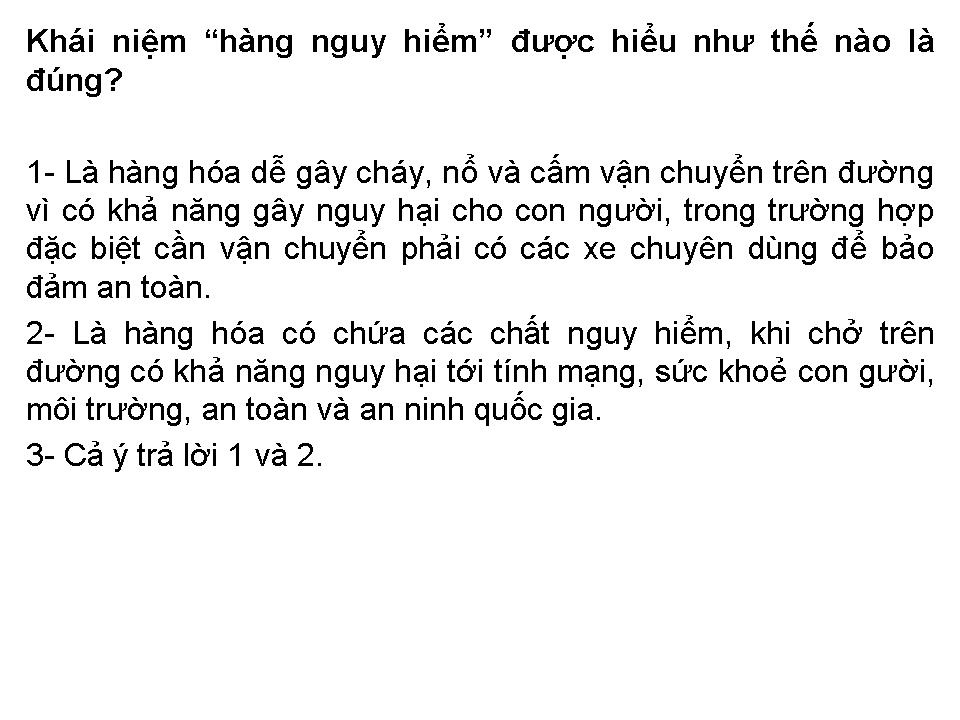 Khái niệm “hàng nguy hiểm” được hiểu như thế nào là
đúng?
1- Là hàng hóa dễ gây cháy, nổ và cấm vận chuyển trên đường
vì có khả năng gây nguy hại cho con người, trong trường hợp
đặc biệt cần vận chuyển phải có các xe chuyên dùng để bảo
đảm an toàn.
2- Là hàng hóa có chứa các chất nguy hiểm, khi chở trên
đường có khả năng nguy hại tới tính mạng, sức khoẻ con gười,
môi trường, an toàn và an ninh quốc gia.
3- Cả ý trả lời 1 và 2.